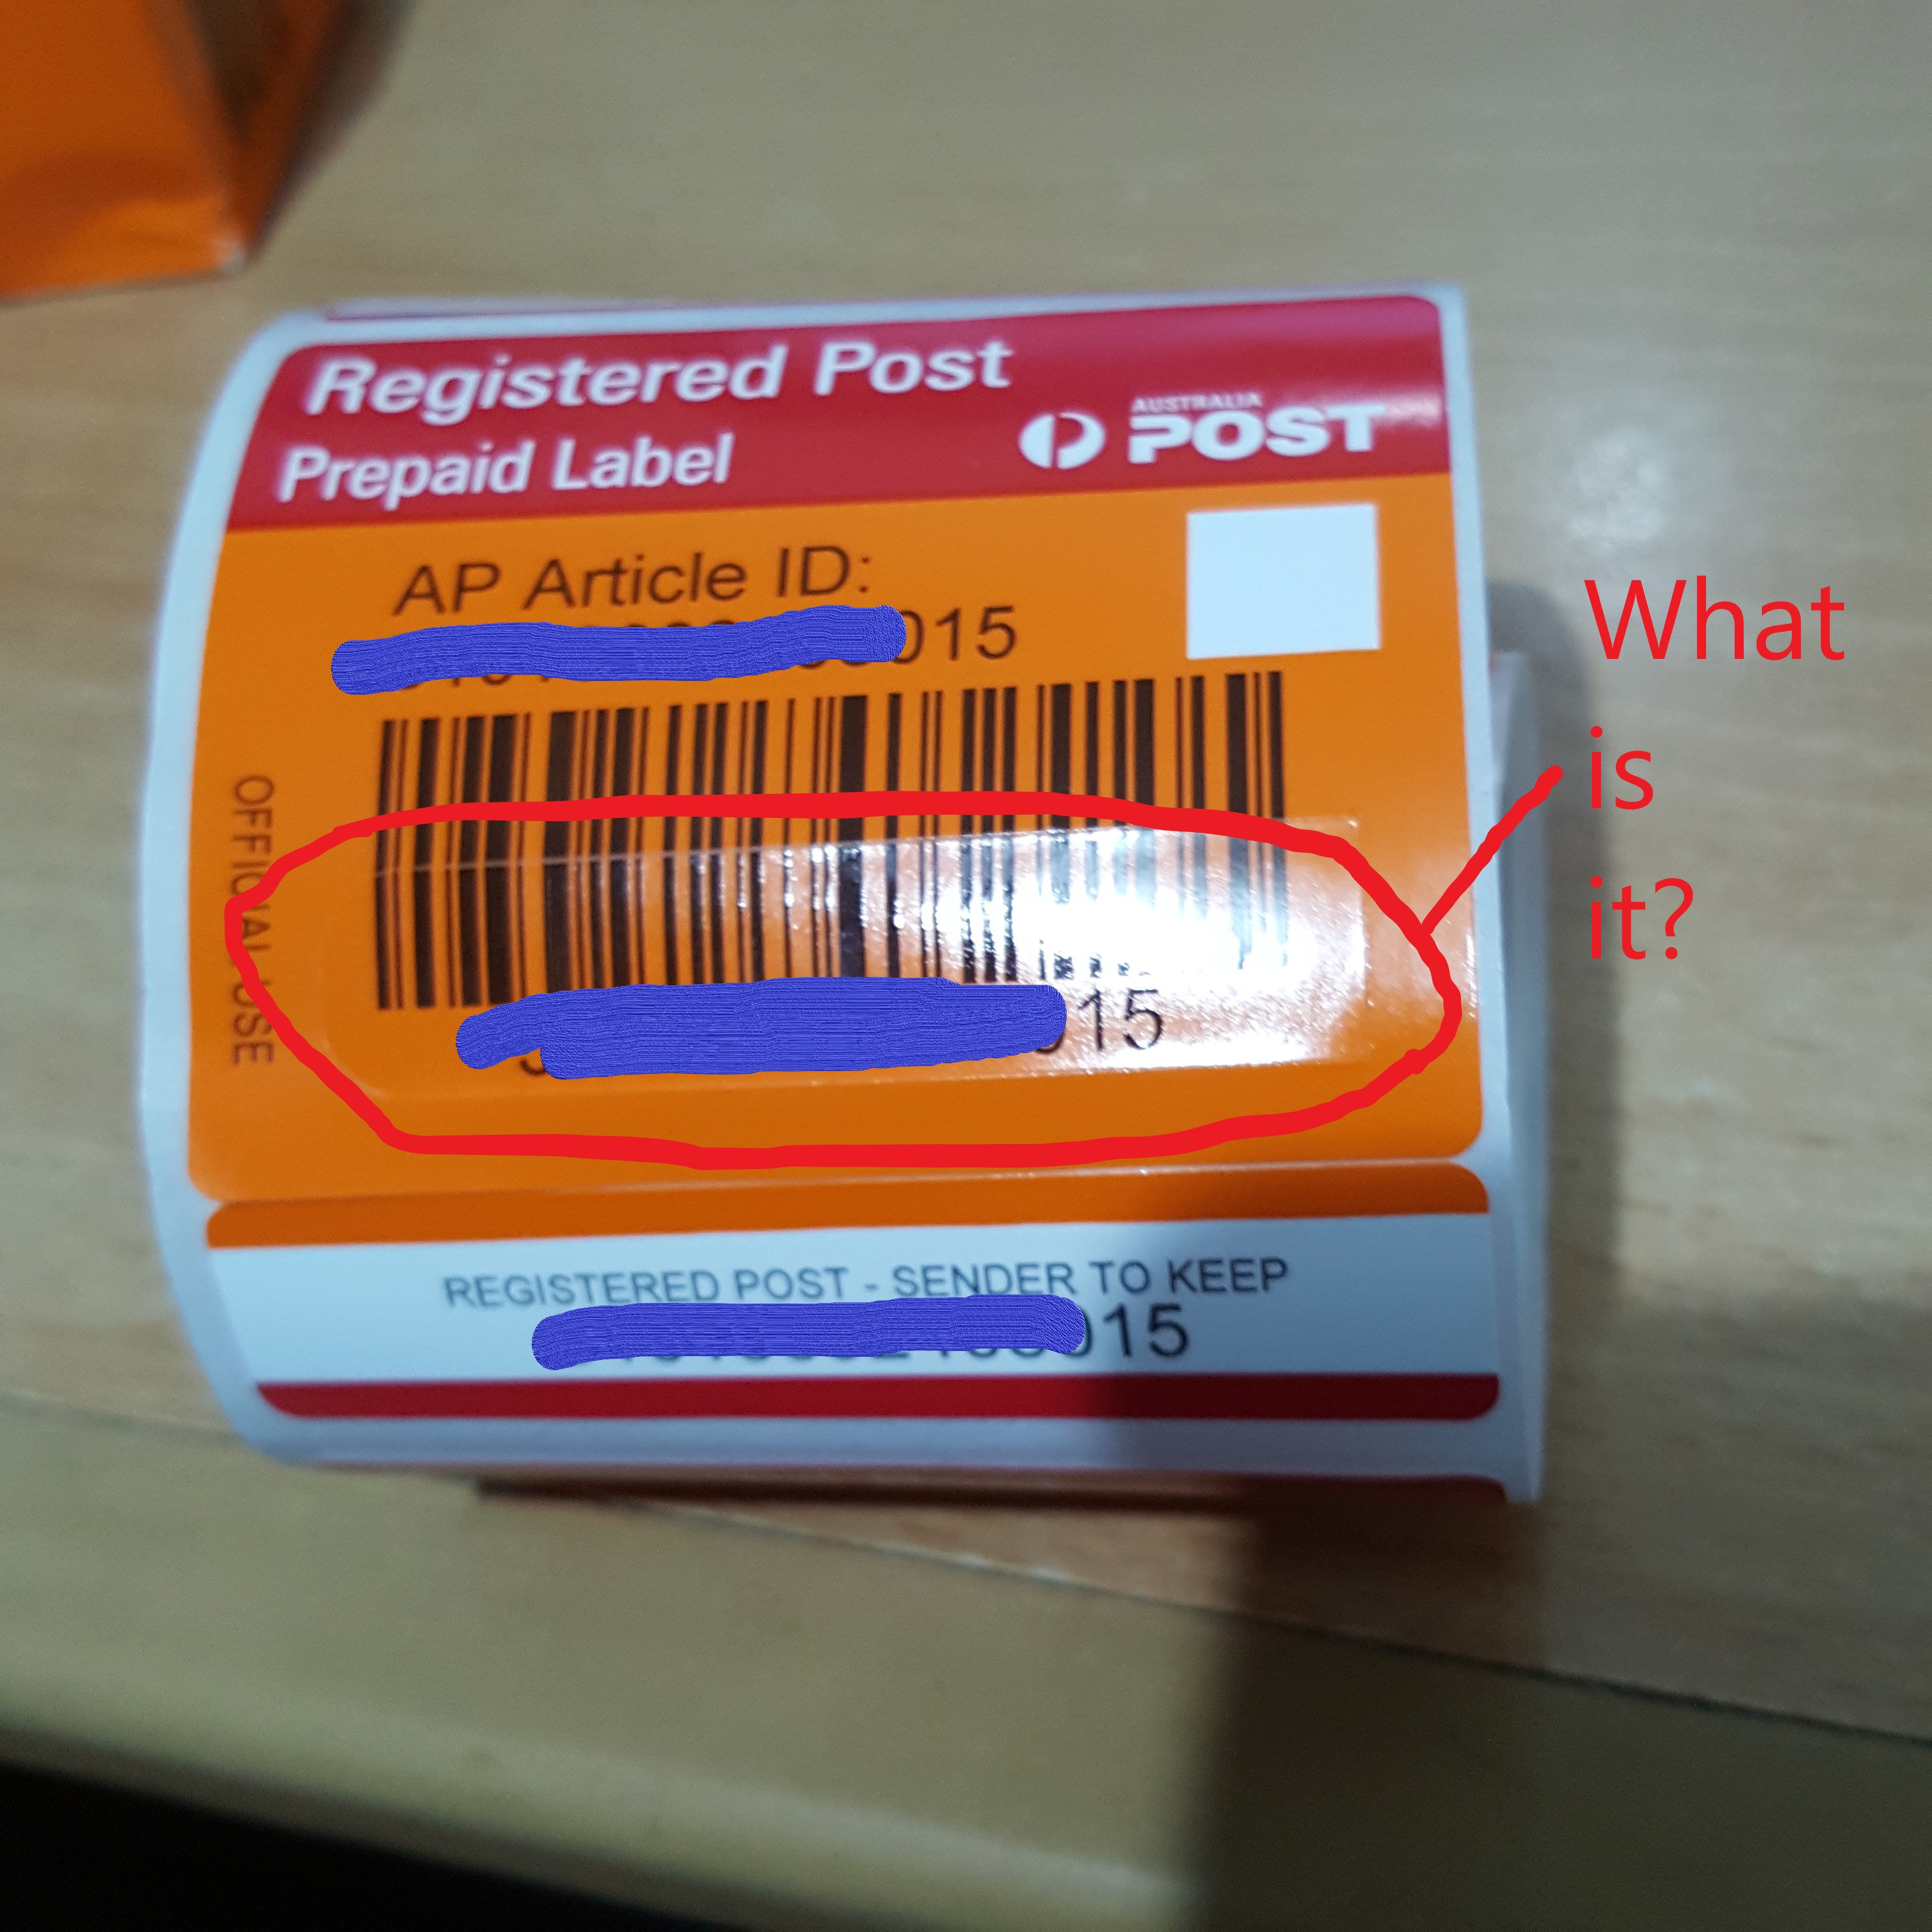 Registered Post
Prepaid Label
AUSTRALIA
POST
AP Article ID:
015
What
is
it?
OFFICIAL USE
15
REGISTERED POST - SENDER TO KEEP
15